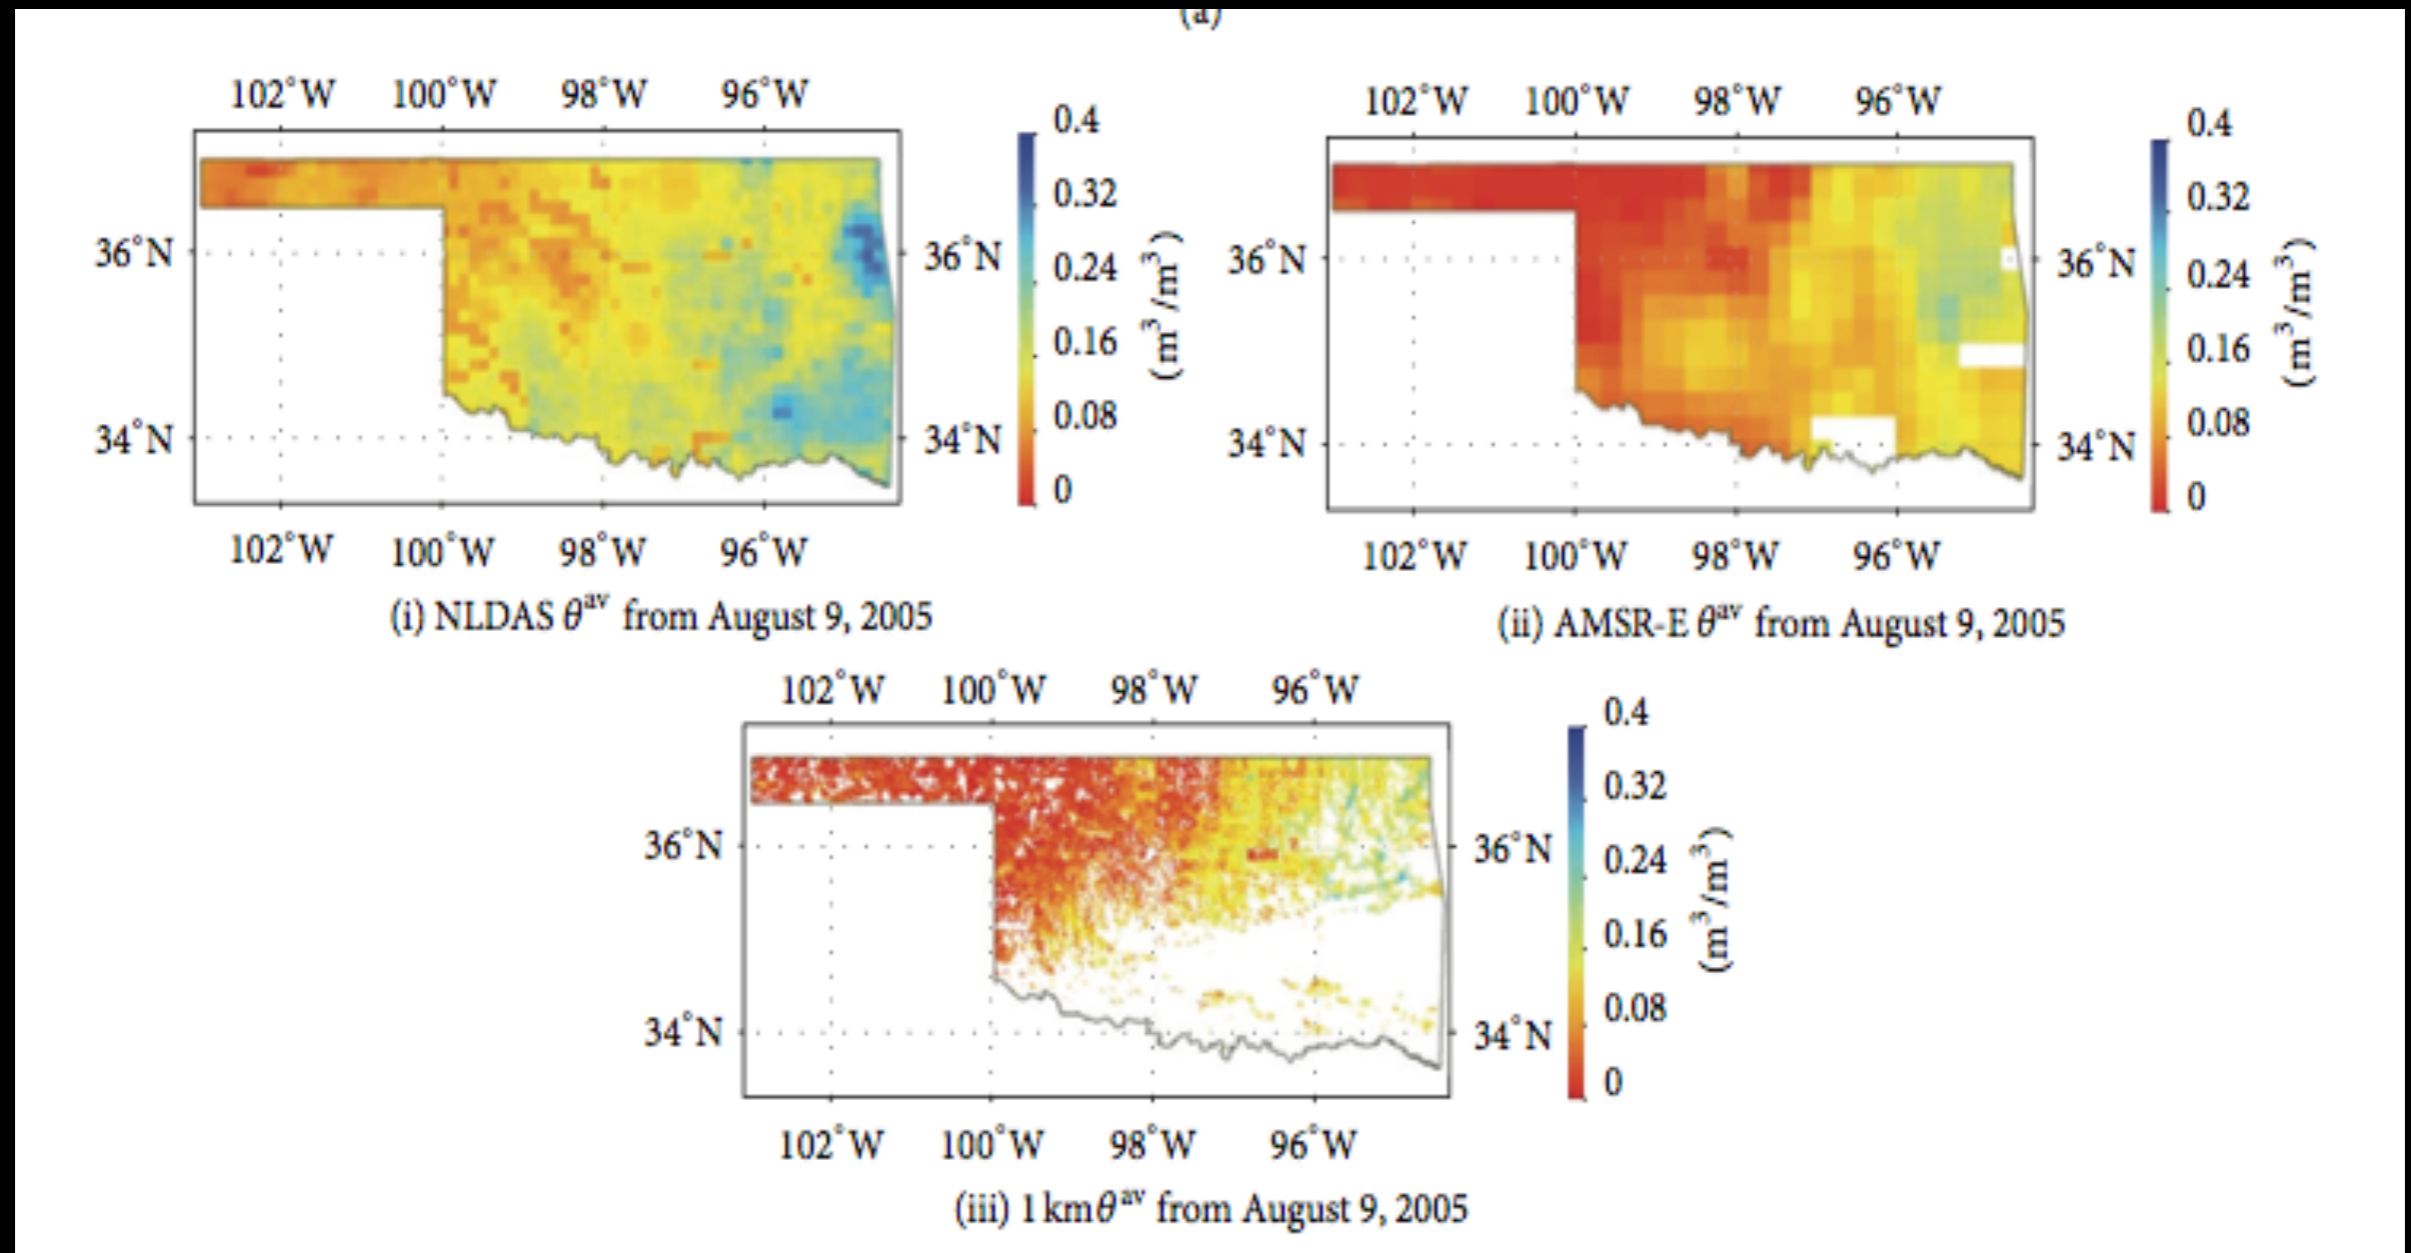 (a)
102°W 100°W 98°W 96°W
0.4
0.32
0.24
0.16
0.08
0
(m³/m³)
36°N 36°N
34°N 34°N
102°W 100°W 98°W 96°W
(i) NLDAS θᵃᵛ from August 9, 2005
102°W 100°W 98°W 96°W
0.4
0.32
0.24
0.16
0.08
0
(m³/m³)
36°N 36°N
34°N 34°N
102°W 100°W 98°W 96°W
(ii) AMSR-E θᵃᵛ from August 9, 2005
102°W 100°W 98°W 96°W
0.4
0.32
0.24
0.16
0.08
0
(m³/m³)
36°N 36°N
34°N 34°N
102°W 100°W 98°W 96°W
(iii) 1 km θᵃᵛ from August 9, 2005